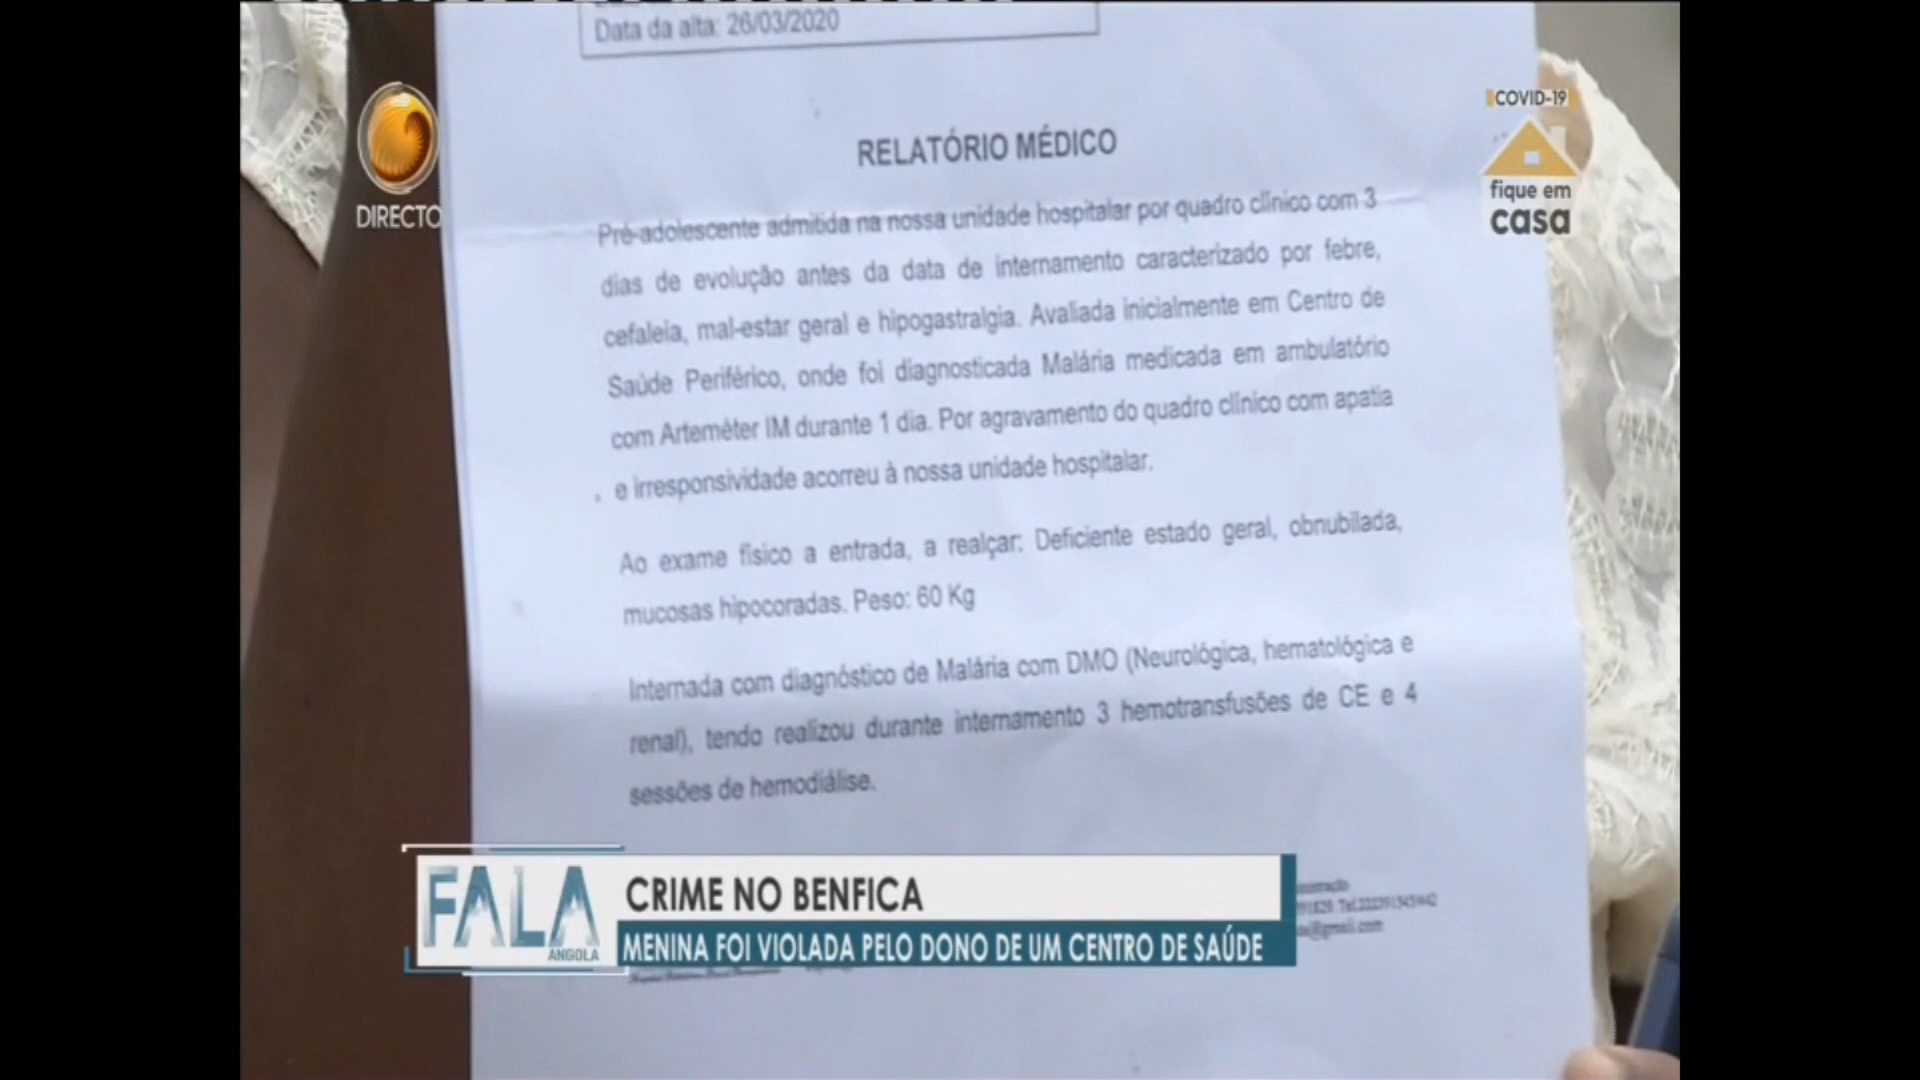 Data da alta: 26/03/2020
COVID-19
fique em
casa
DIRECTO
RELATÓRIO MÉDICO
Pré-adolescente admitida na nossa unidade hospitalar por quadro clínico com 3
dias de evolução antes da data de internamento caracterizado por febre,
cefaleia, mal-estar geral e hipogastralgia. Avaliada inicialmente em Centro de
Saúde Periférico, onde foi diagnosticada Malária medicada em ambulatório
com Arteméter IM durante 1 dia. Por agravamento do quadro clínico com apatia
e irresponsividade acorreu à nossa unidade hospitalar.
Ao exame físico a entrada, a realçar: Deficiente estado geral, obnubilada,
mucosas hipocoradas. Peso: 60 Kg
Internada com diagnóstico de Malária com DMO (Neurológica, hematológica e
renal), tendo realizou durante internamento 3 hemotransfusões de CE e 4
sessões de hemodiálise.
FALA
ANGOLA
CRIME NO BENFICA
MENINA FOI VIOLADA PELO DONO DE UM CENTRO DE SAÚDE